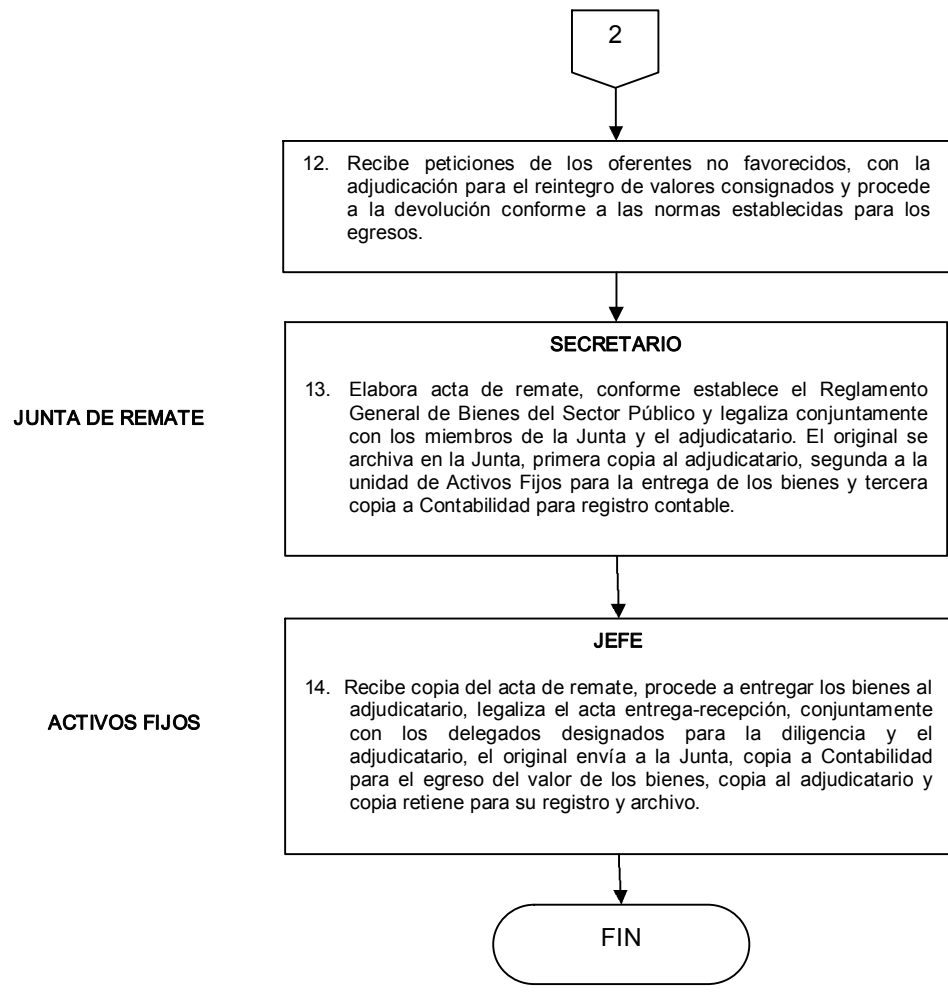 2
12. Recibe peticiones de los oferentes no favorecidos, con la
adjudicación para el reintegro de valores consignados y procede
a la devolución conforme a las normas establecidas para los
egresos.
SECRETARIO
13. Elabora acta de remate, conforme establece el Reglamento
General de Bienes del Sector Público y legaliza conjuntamente
con los miembros de la Junta y el adjudicatario. El original se
archiva en la Junta, primera copia al adjudicatario, segunda a la
unidad de Activos Fijos para la entrega de los bienes y tercera
copia a Contabilidad para registro contable.
JUNTA DE REMATE
JEFE
14. Recibe copia del acta de remate, procede a entregar los bienes al
adjudicatario, legaliza el acta entrega-recepción, conjuntamente
con los delegados designados para la diligencia y el
adjudicatario, el original envía a la Junta, copia a Contabilidad
para el egreso del valor de los bienes, copia al adjudicatario y
copia retiene para su registro y archivo.
ACTIVOS FIJOS
FIN